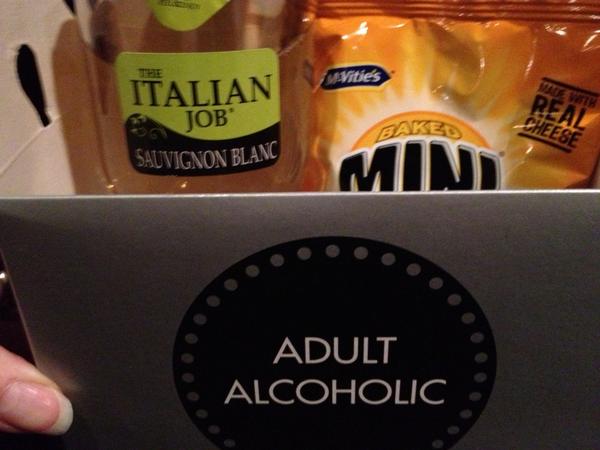 THE
ITALIAN
JOB®
SAUVIGNON BLANC
McVitie's
MADE WITH
REAL
CHEESE
BAKED
MINI
ADULT
ALCOHOLIC